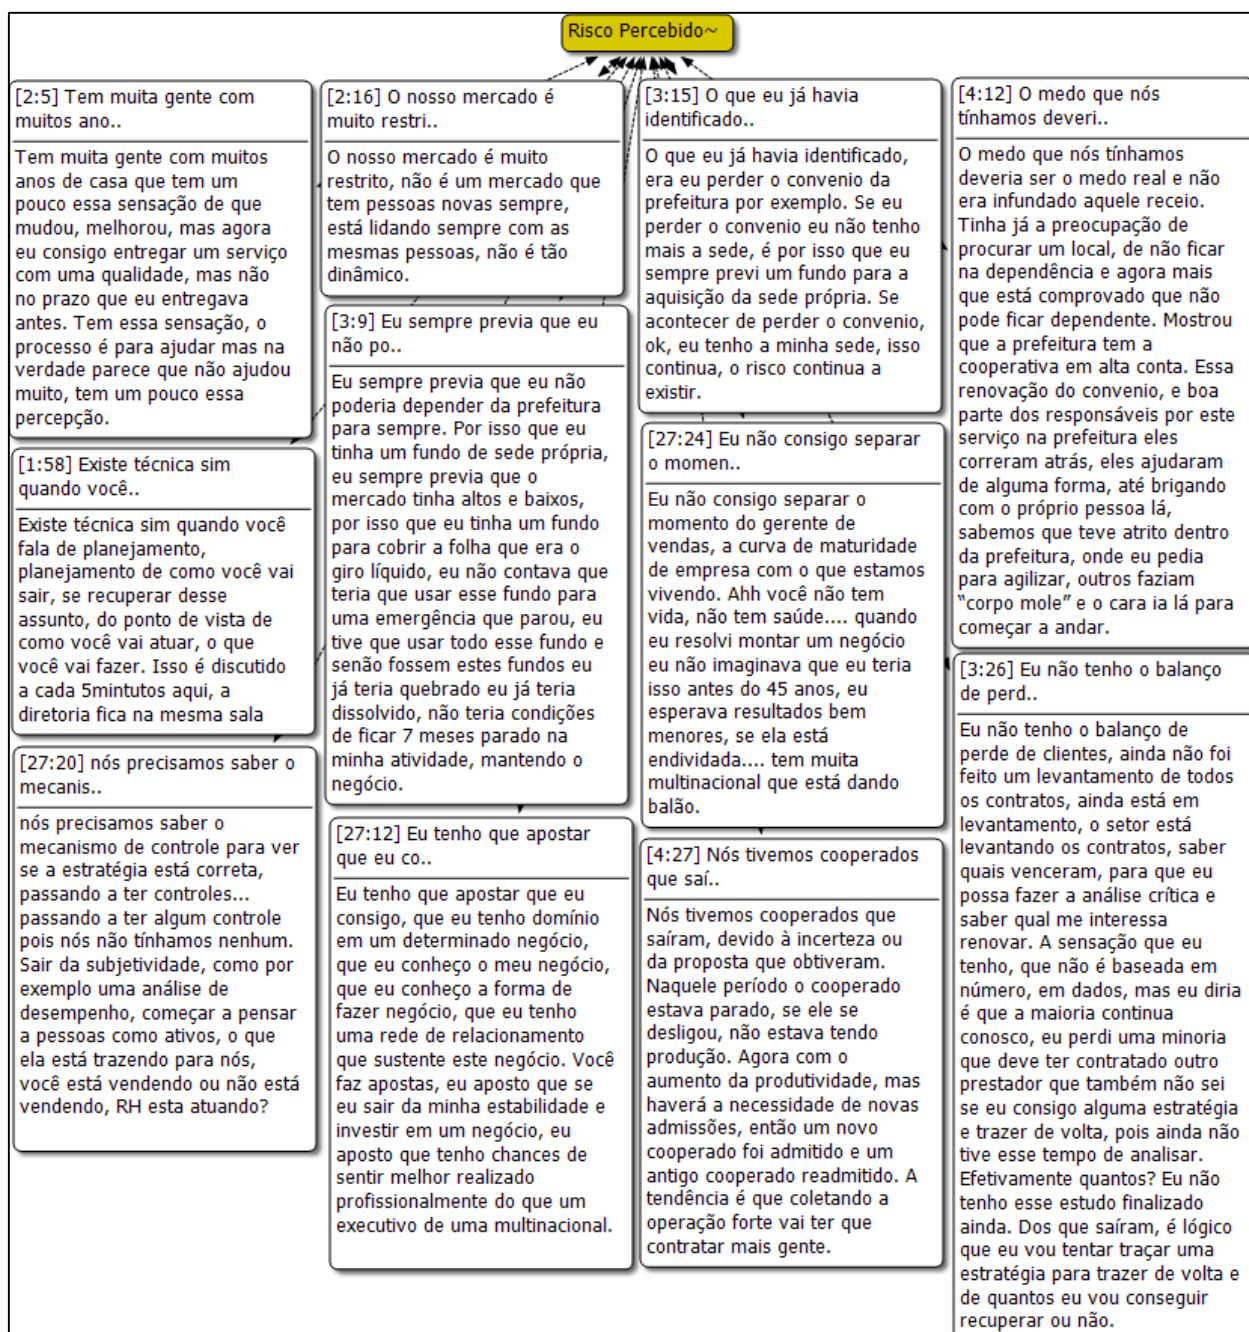 Risco Percebido~
[2:5] Tem muita gente com
muitos ano..
Tem muita gente com muitos
anos de casa que tem um
pouco essa sensação de que
mudou, melhorou, mas agora
eu consigo entregar um serviço
com uma qualidade, mas não
no prazo que eu entregava
antes. Tem essa sensação, o
processo é para ajudar mas na
verdade parece que não ajudou
muito, tem um pouco essa
percepção.
[1:58] Existe técnica sim
quando você..
Existe técnica sim quando você
fala de planejamento,
planejamento de como você vai
sair, se recuperar desse
assunto, do ponto de vista de
como você vai atuar, o que
você vai fazer. Isso é discutido
a cada 5mintutos aqui, a
diretoria fica na mesma sala
[27:20] nós precisamos saber o
mecanis..
nós precisamos saber o
mecanismo de controle para ver
se a estratégia está correta,
passando a ter controles...
passando a ter algum controle
pois nós não tínhamos nenhum.
Sair da subjetividade, como por
exemplo uma análise de
desempenho, começar a pensar
a pessoas como ativos, o que
ela está trazendo para nós,
você está vendendo ou não está
vendendo, RH esta atuando?
[2:16] O nosso mercado é
muito restri..
O nosso mercado é muito
restrito, não é um mercado que
tem pessoas novas sempre,
está lidando sempre com as
mesmas pessoas, não é tão
dinâmico.
[3:9] Eu sempre previa que eu
não po..
Eu sempre previa que eu não
poderia depender da prefeitura
para sempre. Por isso que eu
tinha um fundo de sede própria,
eu sempre previa que o
mercado tinha altos e baixos,
por isso que eu tinha um fundo
para cobrir a folha que era o
giro líquido, eu não contava que
teria que usar esse fundo para
uma emergência que parou, eu
tive que usar todo esse fundo e
senão fossem estes fundos eu
já teria quebrado eu já teria
dissolvido, não teria condições
de ficar 7 meses parado na
minha atividade, mantendo o
negócio.
[27:12] Eu tenho que apostar
que eu co..
Eu tenho que apostar que eu
consigo, que eu tenho domínio
em um determinado negócio,
que eu conheço o meu negócio,
que eu conheço a forma de
fazer negócio, que eu tenho
uma rede de relacionamento
que sustente este negócio. Você
faz apostas, eu aposto que se
eu sair da minha estabilidade e
investir em um negócio, eu
aposto que tenho chances de
sentir melhor realizado
profissionalmente do que um
executivo de uma multinacional.
[3:15] O que eu já havia
identificado..
O que eu já havia identificado,
era eu perder o convenio da
prefeitura por exemplo. Se eu
perder o convenio eu não tenho
mais a sede, é por isso que eu
sempre previ um fundo para a
aquisição da sede própria. Se
acontecer de perder o convenio,
ok, eu tenho a minha sede, isso
continua, o risco continua a
existir.
[27:24] Eu não consigo separar
o momen..
Eu não consigo separar o
momento do gerente de
vendas, a curva de maturidade
de empresa com o que estamos
vivendo. Ahh você não tem
vida, não tem saúde.... quando
eu resolvi montar um negócio
eu não imaginava que eu teria
isso antes do 45 anos, eu
esperava resultados bem
menores, se ela está
endividada.... tem muita
multinacional que está dando
balão.
[4:27] Nós tivemos cooperados
que saí..
Nós tivemos cooperados que
saíram, devido à incerteza ou
da proposta que obtiveram.
Naquele período o cooperado
estava parado, se ele se
desligou, não estava tendo
produção. Agora com o
aumento da produtividade, mas
haverá a necessidade de novas
admissões, então um novo
cooperado foi admitido e um
antigo cooperado readmitido. A
tendência é que coletando a
operação forte vai ter que
contratar mais gente.
[4:12] O medo que nós
tínhamos deveri..
O medo que nós tínhamos
deveria ser o medo real e não
era infundado aquele receio.
Tinha já a preocupação de
procurar um local, de não ficar
na dependência e agora mais
que está comprovado que não
pode ficar dependente. Mostrou
que a prefeitura tem a
cooperativa em alta conta. Essa
renovação do convenio, e boa
parte dos responsáveis por este
serviço na prefeitura eles
correram atrás, eles ajudaram
de alguma forma, até brigando
com o próprio pessoa lá,
sabemos que teve atrito dentro
da prefeitura, onde eu pedia
para agilizar, outros faziam
“corpo mole” e o cara ia lá para
começar a andar.
[3:26] Eu não tenho o balanço
de perd..
Eu não tenho o balanço de
perde de clientes, ainda não foi
feito um levantamento de todos
os contratos, ainda está em
levantamento, o setor está
levantando os contratos, saber
quais venceram, para que eu
possa fazer a análise crítica e
saber qual me interessa
renovar. A sensação que eu
tenho, que não é baseada em
número, em dados, mas eu diria
é que a maioria continua
conosco, eu perdi uma minoria
que deve ter contratado outro
prestador que também não sei
se eu consigo alguma estratégia
e trazer de volta, pois ainda não
tive esse tempo de analisar.
Efetivamente quantos? Eu não
tenho esse estudo finalizado
ainda. Dos que saíram, é lógico
que eu vou tentar traçar uma
estratégia para trazer de volta e
de quantos eu vou conseguir
recuperar ou não.